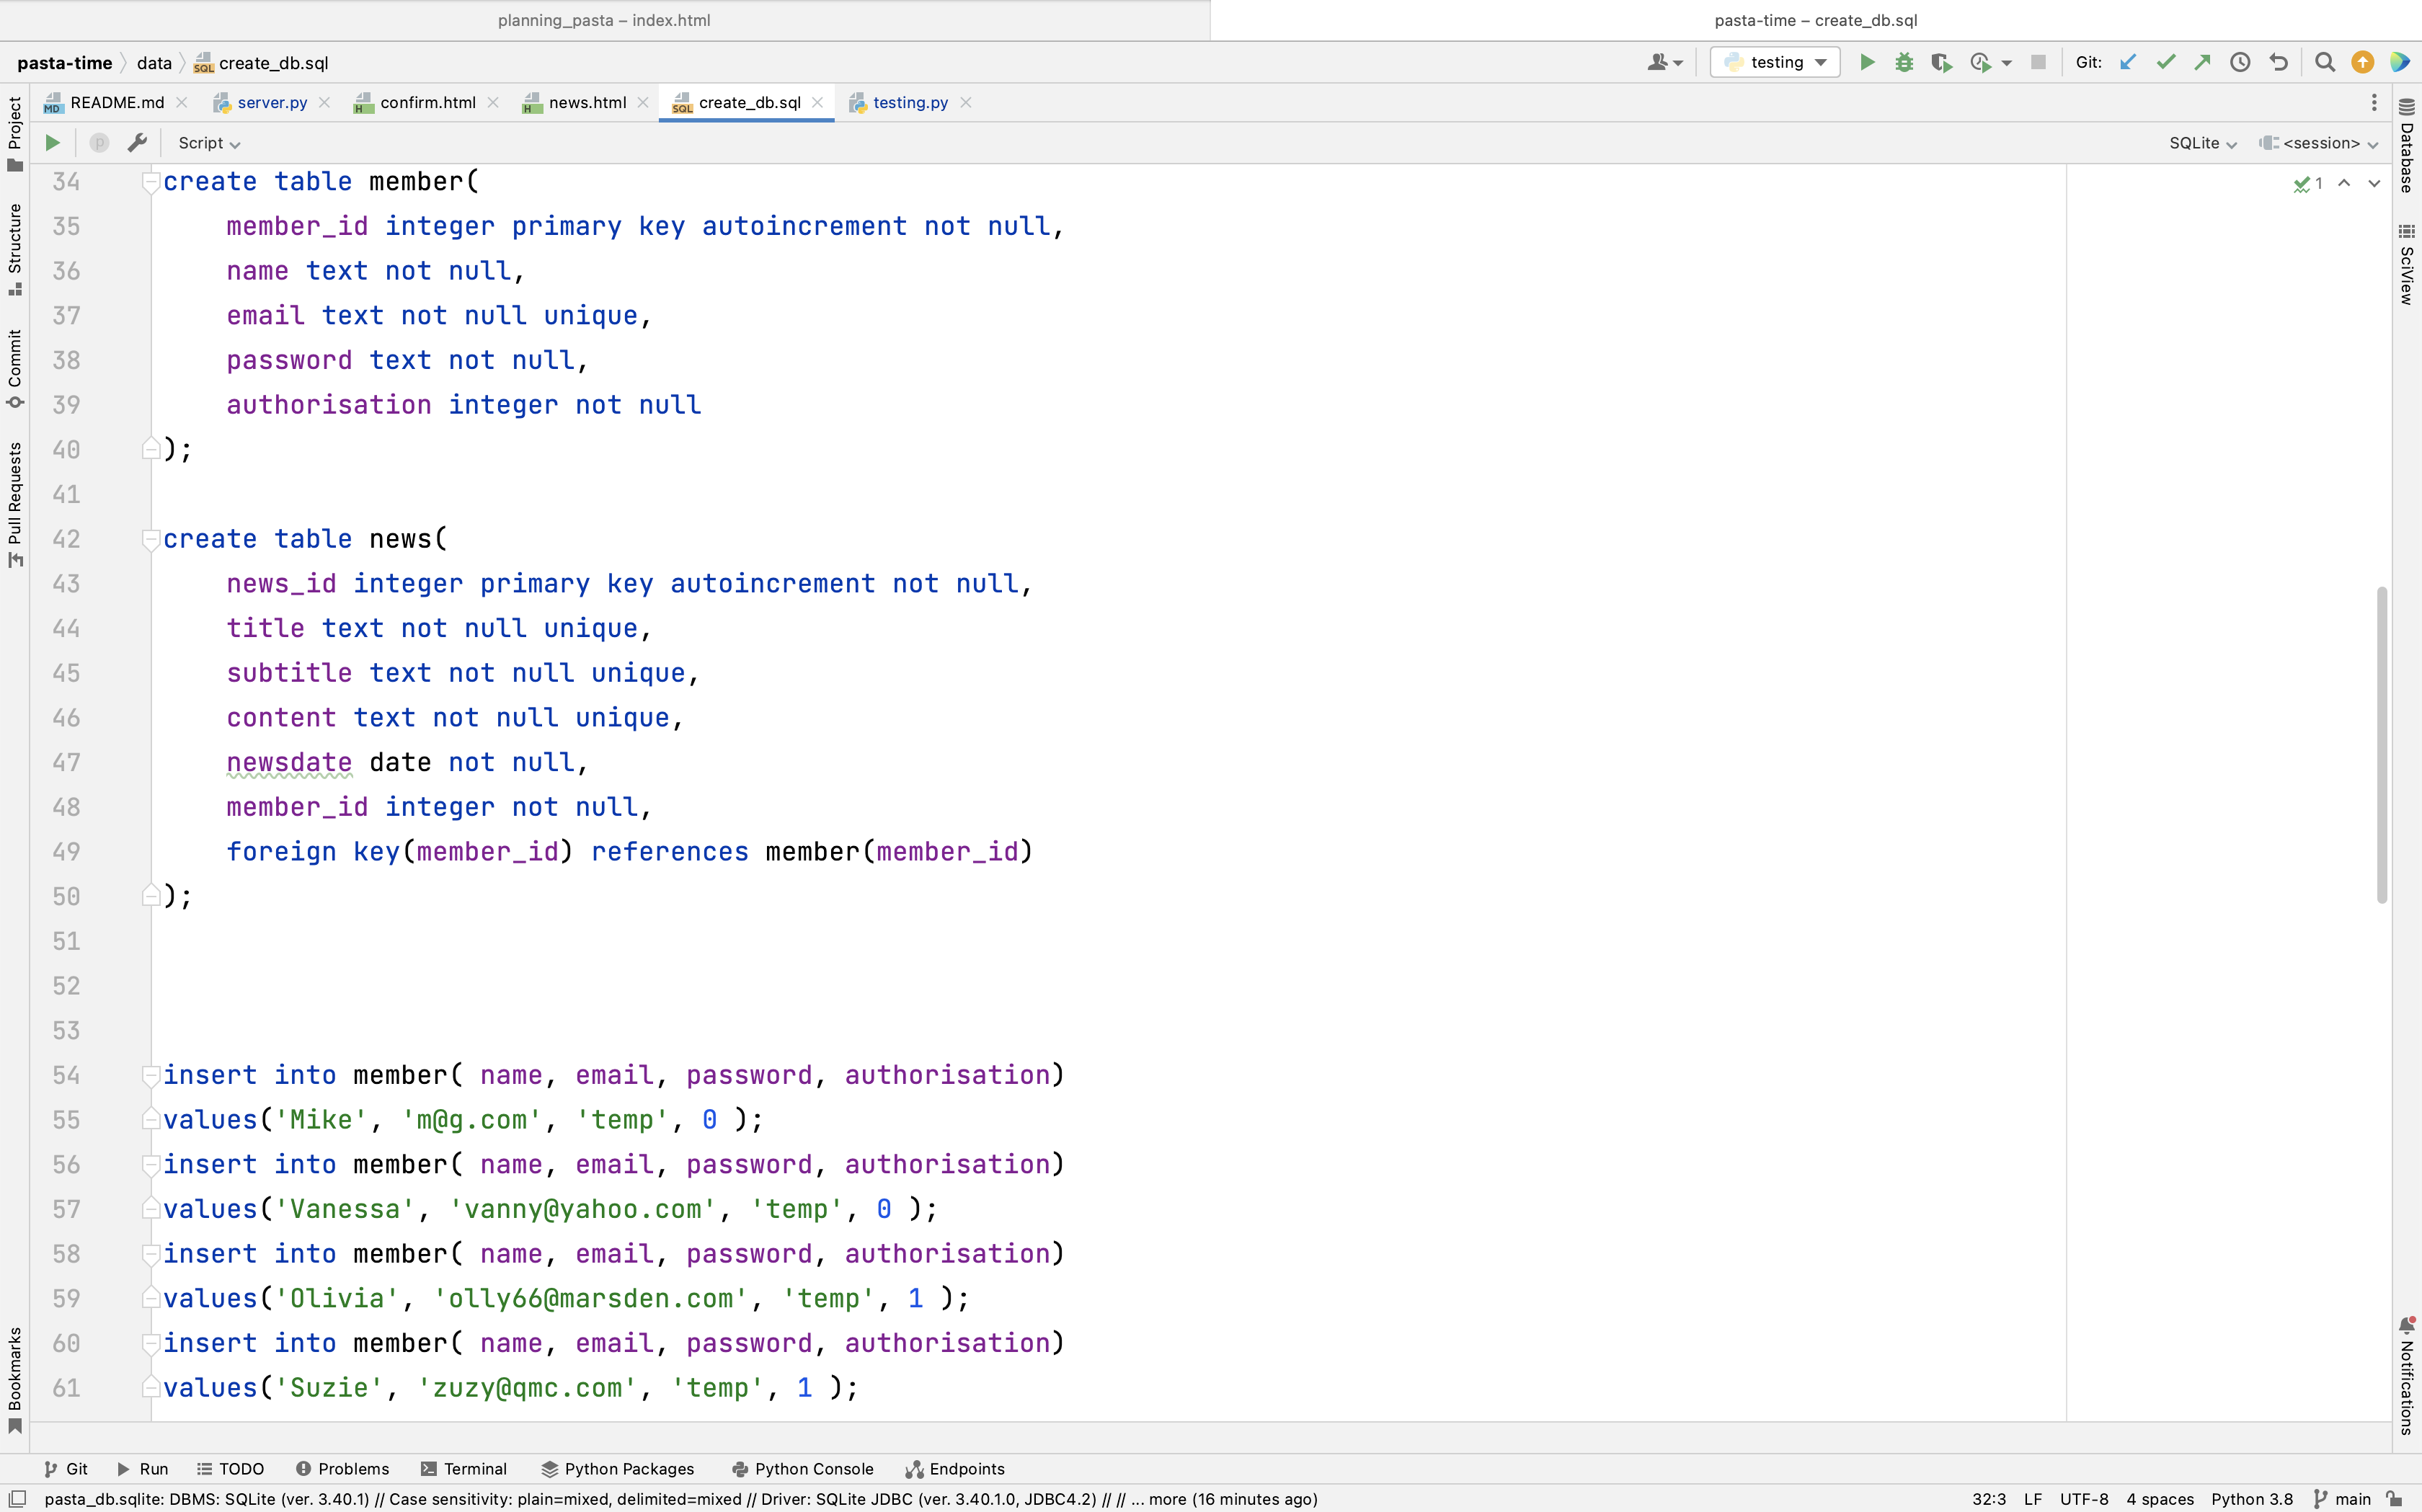 planning_pasta – index.html
pasta-time – create_db.sql
pasta-time data SQL create_db.sql
testing Git:
MD README.md server.py H confirm.html H news.html SQL create_db.sql testing.py
p Script SQLite <session>
34 create table member( 1
35 member_id integer primary key autoincrement not null,
36 name text not null,
37 email text not null unique,
38 password text not null,
39 authorisation integer not null
40 );
41
42 create table news(
43 news_id integer primary key autoincrement not null,
44 title text not null unique,
45 subtitle text not null unique,
46 content text not null unique,
47 newsdate date not null,
48 member_id integer not null,
49 foreign key(member_id) references member(member_id)
50 );
51
52
53
54 insert into member( name, email, password, authorisation)
55 values('Mike', 'm@g.com', 'temp', 0 );
56 insert into member( name, email, password, authorisation)
57 values('Vanessa', 'vanny@yahoo.com', 'temp', 0 );
58 insert into member( name, email, password, authorisation)
59 values('Olivia', 'olly66@marsden.com', 'temp', 1 );
60 insert into member( name, email, password, authorisation)
61 values('Suzie', 'zuzy@qmc.com', 'temp', 1 );
Project
Structure
Commit
Pull Requests
Bookmarks
Database
SciView
Notifications
Git Run TODO Problems Terminal Python Packages Python Console Endpoints
pasta_db.sqlite: DBMS: SQLite (ver. 3.40.1) // Case sensitivity: plain=mixed, delimited=mixed // Driver: SQLite JDBC (ver. 3.40.1.0, JDBC4.2) // // ... more (16 minutes ago) 32:3 LF UTF-8 4 spaces Python 3.8 main